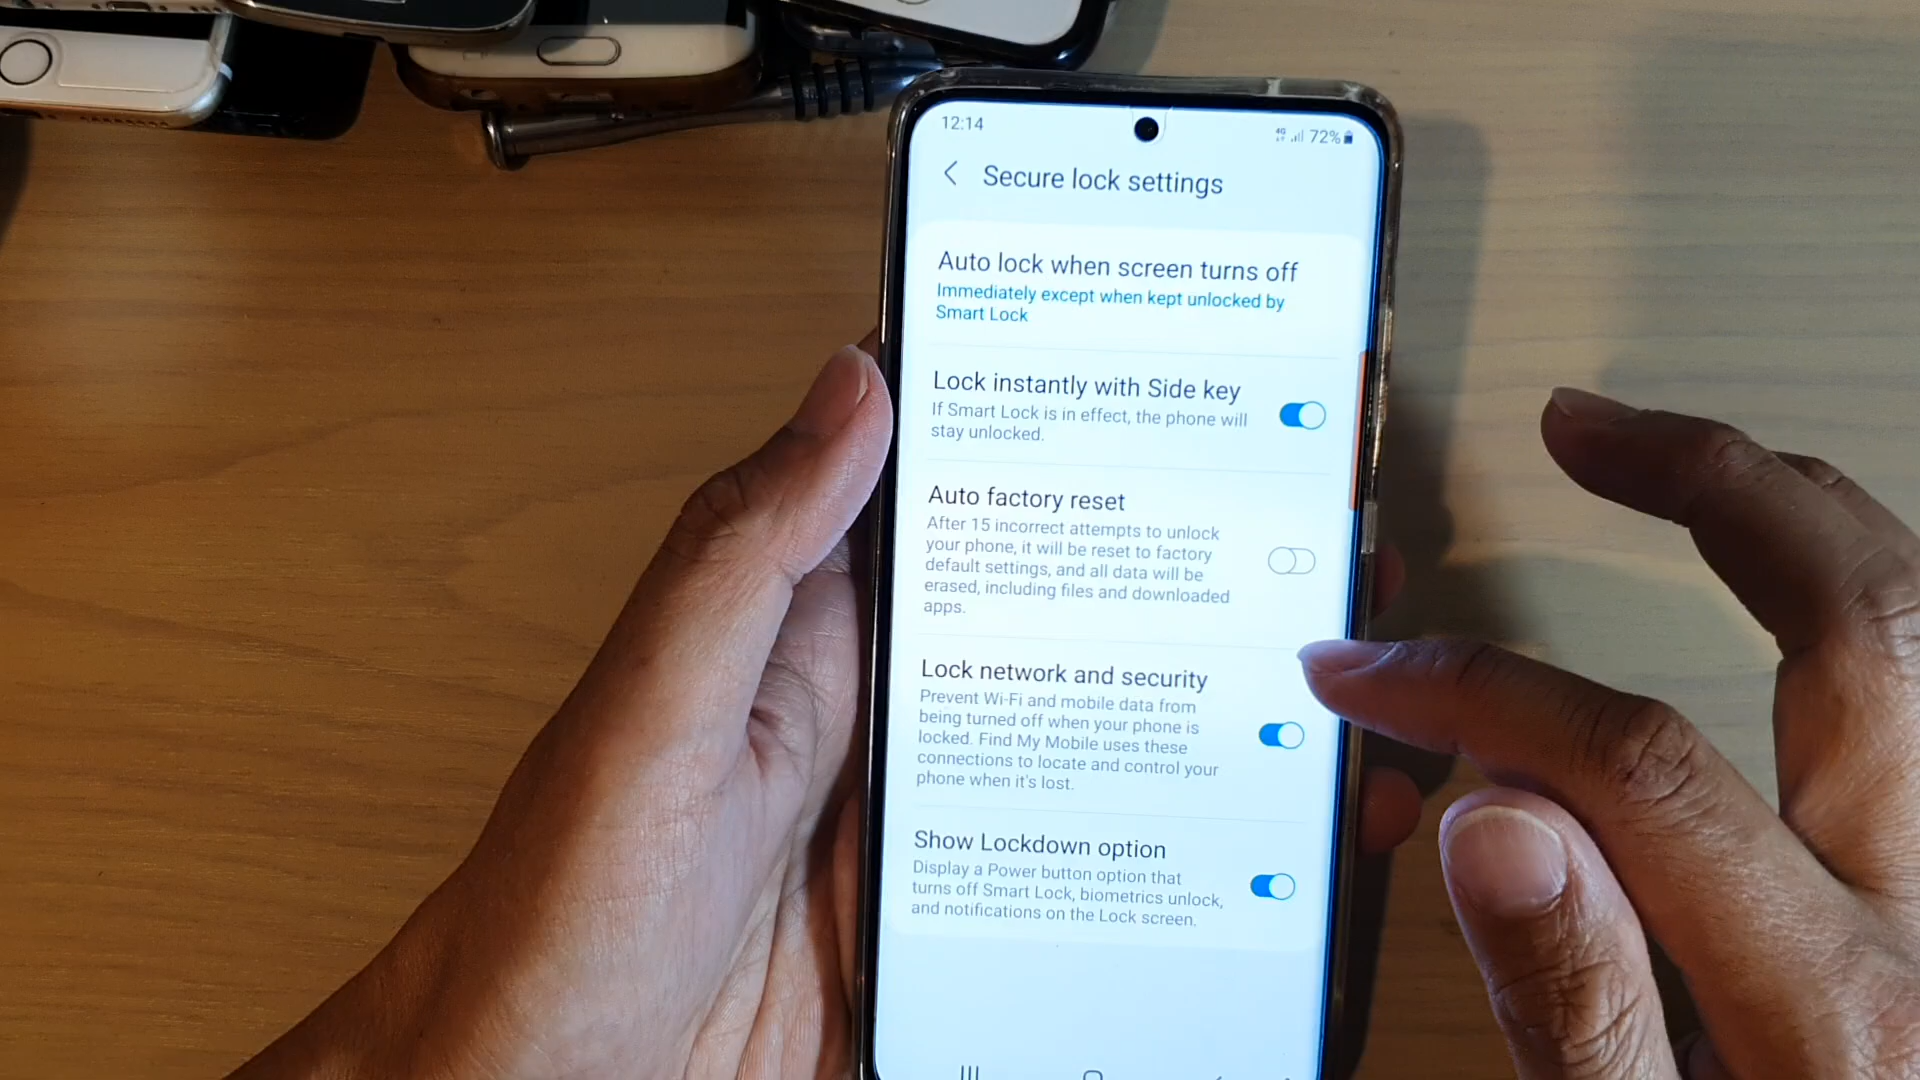 12:14
4G 72%
Secure lock settings
Auto lock when screen turns off
Immediately except when kept unlocked by
Smart Lock
Lock instantly with Side key
If Smart Lock is in effect, the phone will
stay unlocked.
Auto factory reset
After 15 incorrect attempts to unlock
your phone, it will be reset to factory
default settings, and all data will be
erased, including files and downloaded
apps.
Lock network and security
Prevent Wi-Fi and mobile data from
being turned off when your phone is
locked. Find My Mobile uses these
connections to locate and control your
phone when it's lost.
Show Lockdown option
Display a Power button option that
turns off Smart Lock, biometrics unlock,
and notifications on the Lock screen.